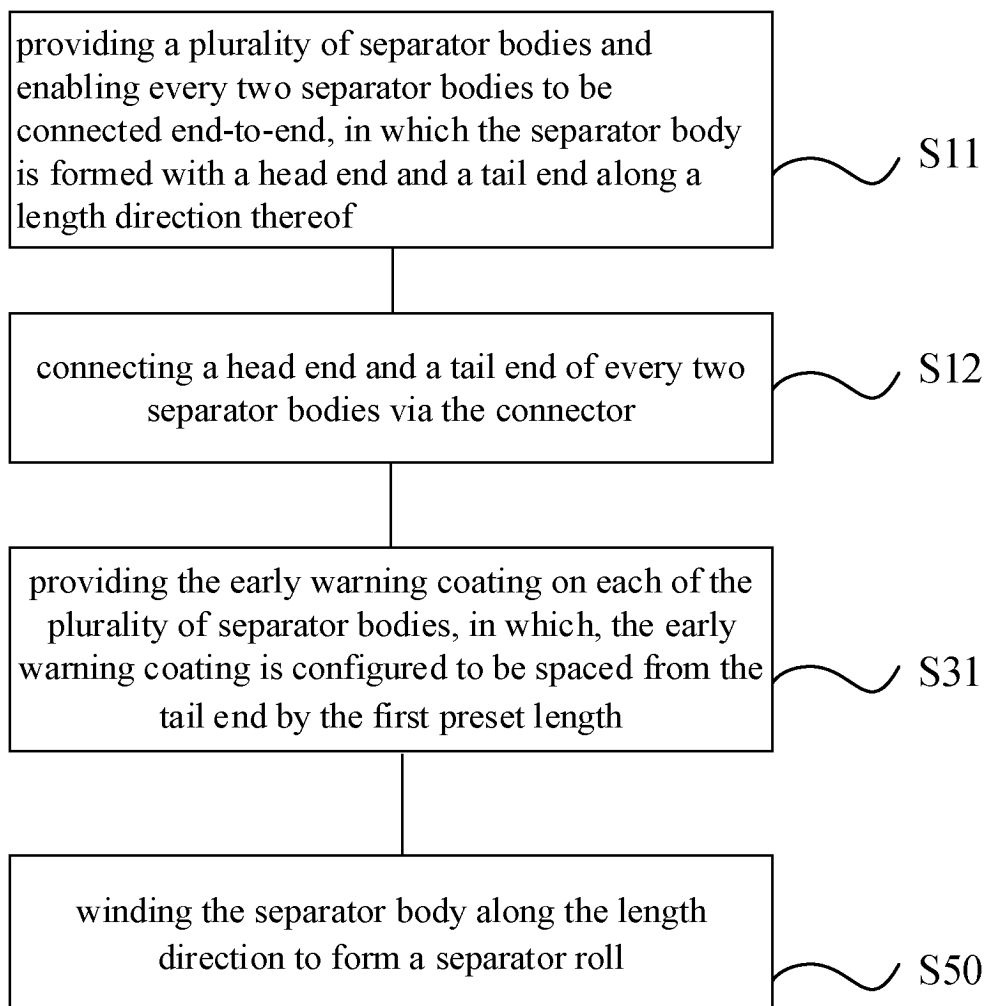 providing a plurality of separator bodies and
enabling every two separator bodies to be
connected end-to-end, in which the separator body
is formed with a head end and a tail end along a
length direction thereof
S11
connecting a head end and a tail end of every two
separator bodies via the connector
S12
providing the early warning coating on each of the
plurality of separator bodies, in which, the early
warning coating is configured to be spaced from the
tail end by the first preset length
S31
winding the separator body along the length
direction to form a separator roll
S50